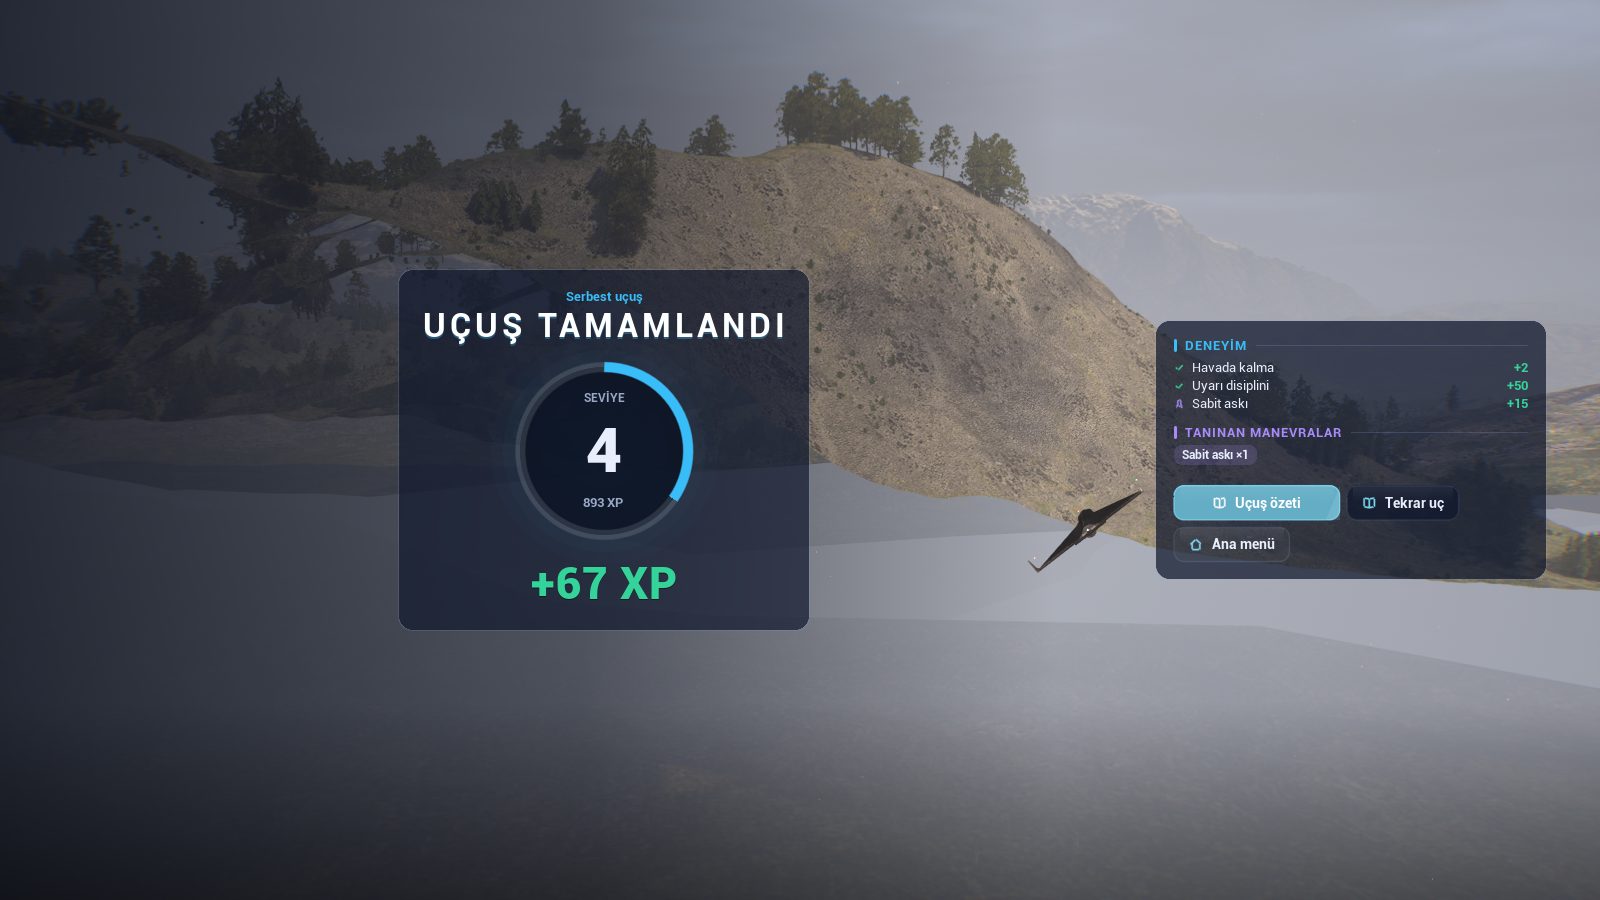 Serbest uçuş
UÇUŞ TAMAMLANDI
SEVİYE
4
893 XP
+67 XP
DENEYİM
Havada kalma +2
Uyarı disiplini +50
Sabit askı +15
TANINAN MANEVRALAR
Sabit askı ×1
Uçuş özeti
Tekrar uç
Ana menü